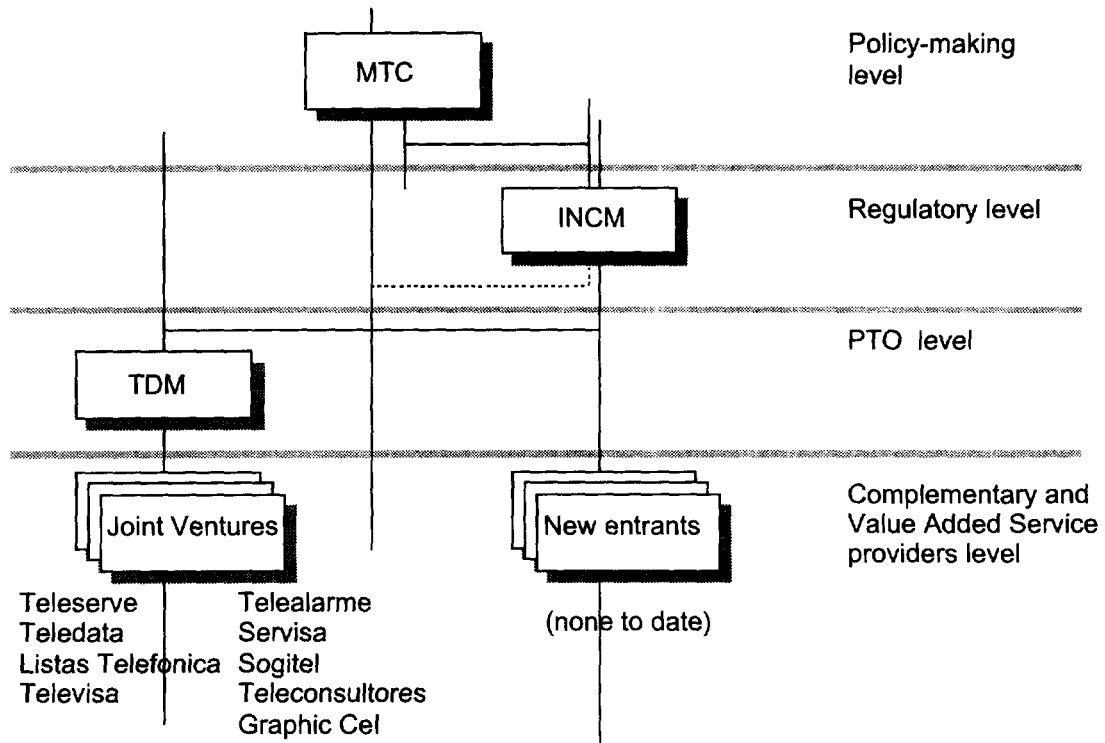 MTC
Policy-making
level
INCM
Regulatory level
TDM
PTO level
Joint Ventures
New entrants
Complementary and
Value Added Service
providers level
Teleserve
Teledata
Listas Telefonica
Televisa
Telealarme
Servisa
Sogitel
Teleconsultores
Graphic Cel
(none to date)